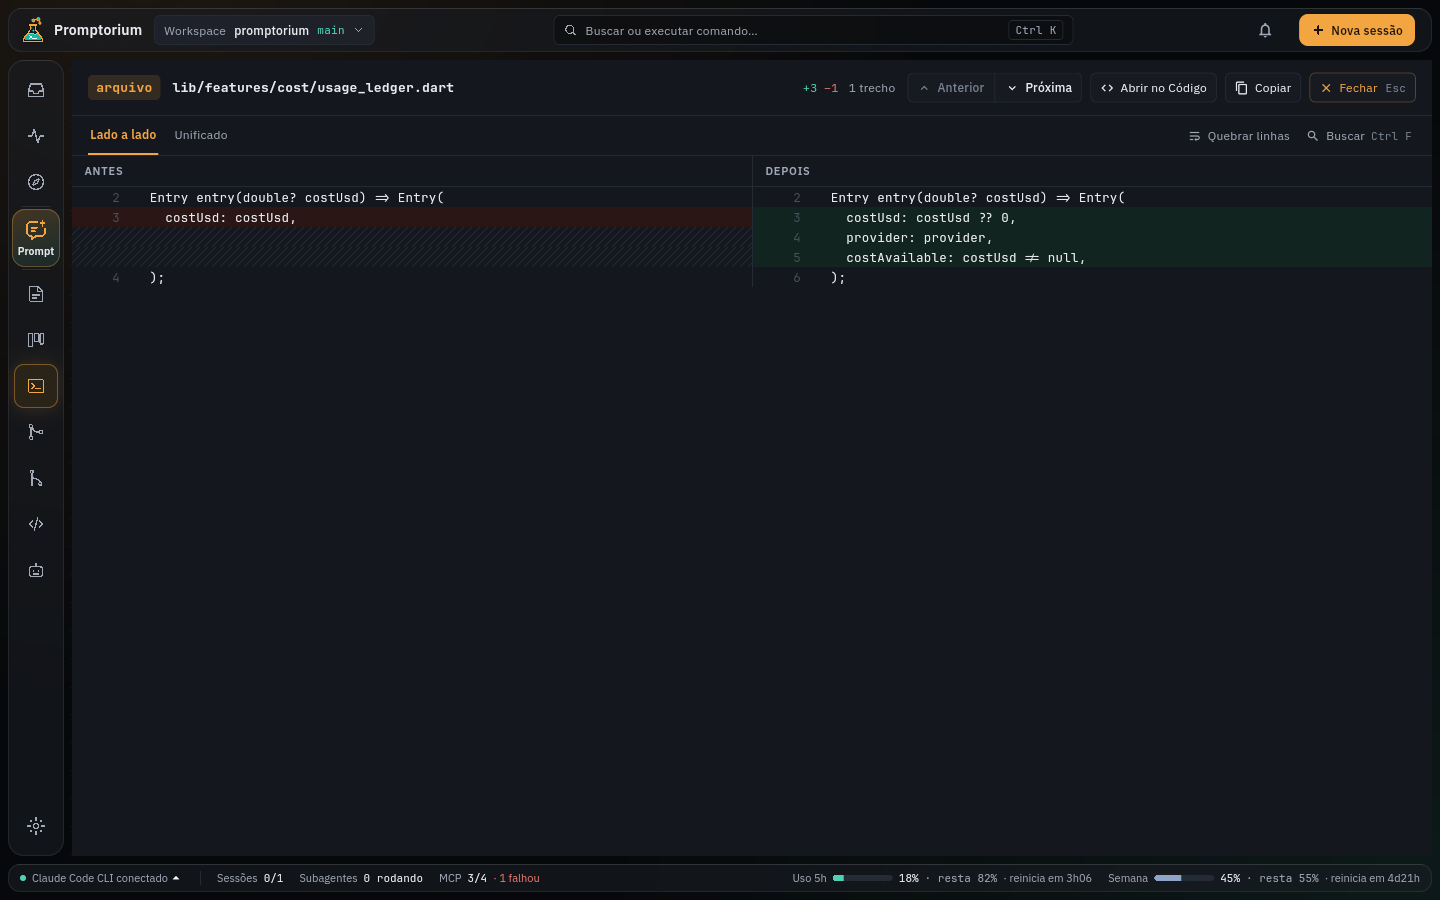 Promptorium
Workspace promptorium main
Buscar ou executar comando...
Ctrl K
Nova sessão
arquivo lib/features/cost/usage_ledger.dart
+3 −1 1 trecho
Anterior
Próxima
Abrir no Código
Copiar
Fechar Esc
Lado a lado
Unificado
Quebrar linhas
Buscar Ctrl F
Prompt
ANTES
2 Entry entry(double? costUsd) => Entry(
3 costUsd: costUsd,
4 );
DEPOIS
2 Entry entry(double? costUsd) => Entry(
3 costUsd: costUsd ?? 0,
4 provider: provider,
5 costAvailable: costUsd != null,
6 );
Claude Code CLI conectado
Sessões 0/1
Subagentes 0 rodando
MCP 3/4 · 1 falhou
Uso 5h 18% · resta 82% · reinicia em 3h06
Semana 45% · resta 55% · reinicia em 4d21h